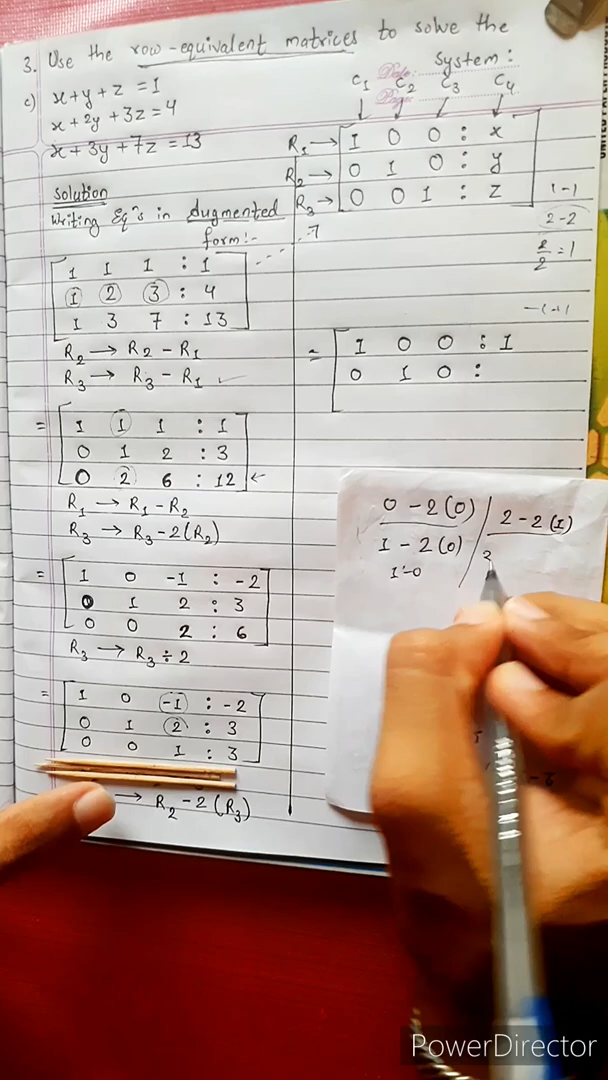 3. Use the row-equivalent matrices to solve the
system:
c) x+y+z=1
x+2y+3z=4
x+3y+7z=13
Date:
Page:
C1 C2 C3 C4
R1→ 1 0 0 : x
R2→ 0 1 0 : y
R3→ 0 0 1 : z
Solution
Writing Eq^n s in augmented
form:-
1 1 1 : 1
1 2 3 : 4
1 3 7 : 13
R2 → R2 - R1
R3 → R3 - R1
= 1 1 1 : 1
0 1 2 : 3
0 2 6 : 12 ←
R1 → R1 - R2
R3 → R3 - 2(R2)
= 1 0 -1 : -2
0 1 2 : 3
0 0 2 : 6
R3 → R3 ÷ 2
= 1 0 -1 : -2
0 1 2 : 3
0 0 1 : 3
→ R2 - 2(R3)
1-1
2-2
2/2 = 1
= 1 0 0 : 1
0 1 0 :
0 - 2(0)
1 - 2(0)
1-0
2 - 2(1)
2
PowerDirector